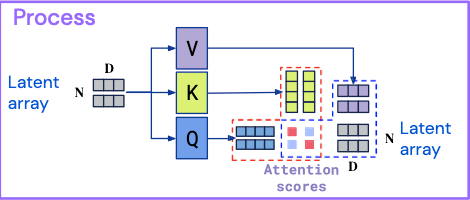 Process
V
D
Latent
array
N
K
Q
Latent
array
N
Attention
scores
D